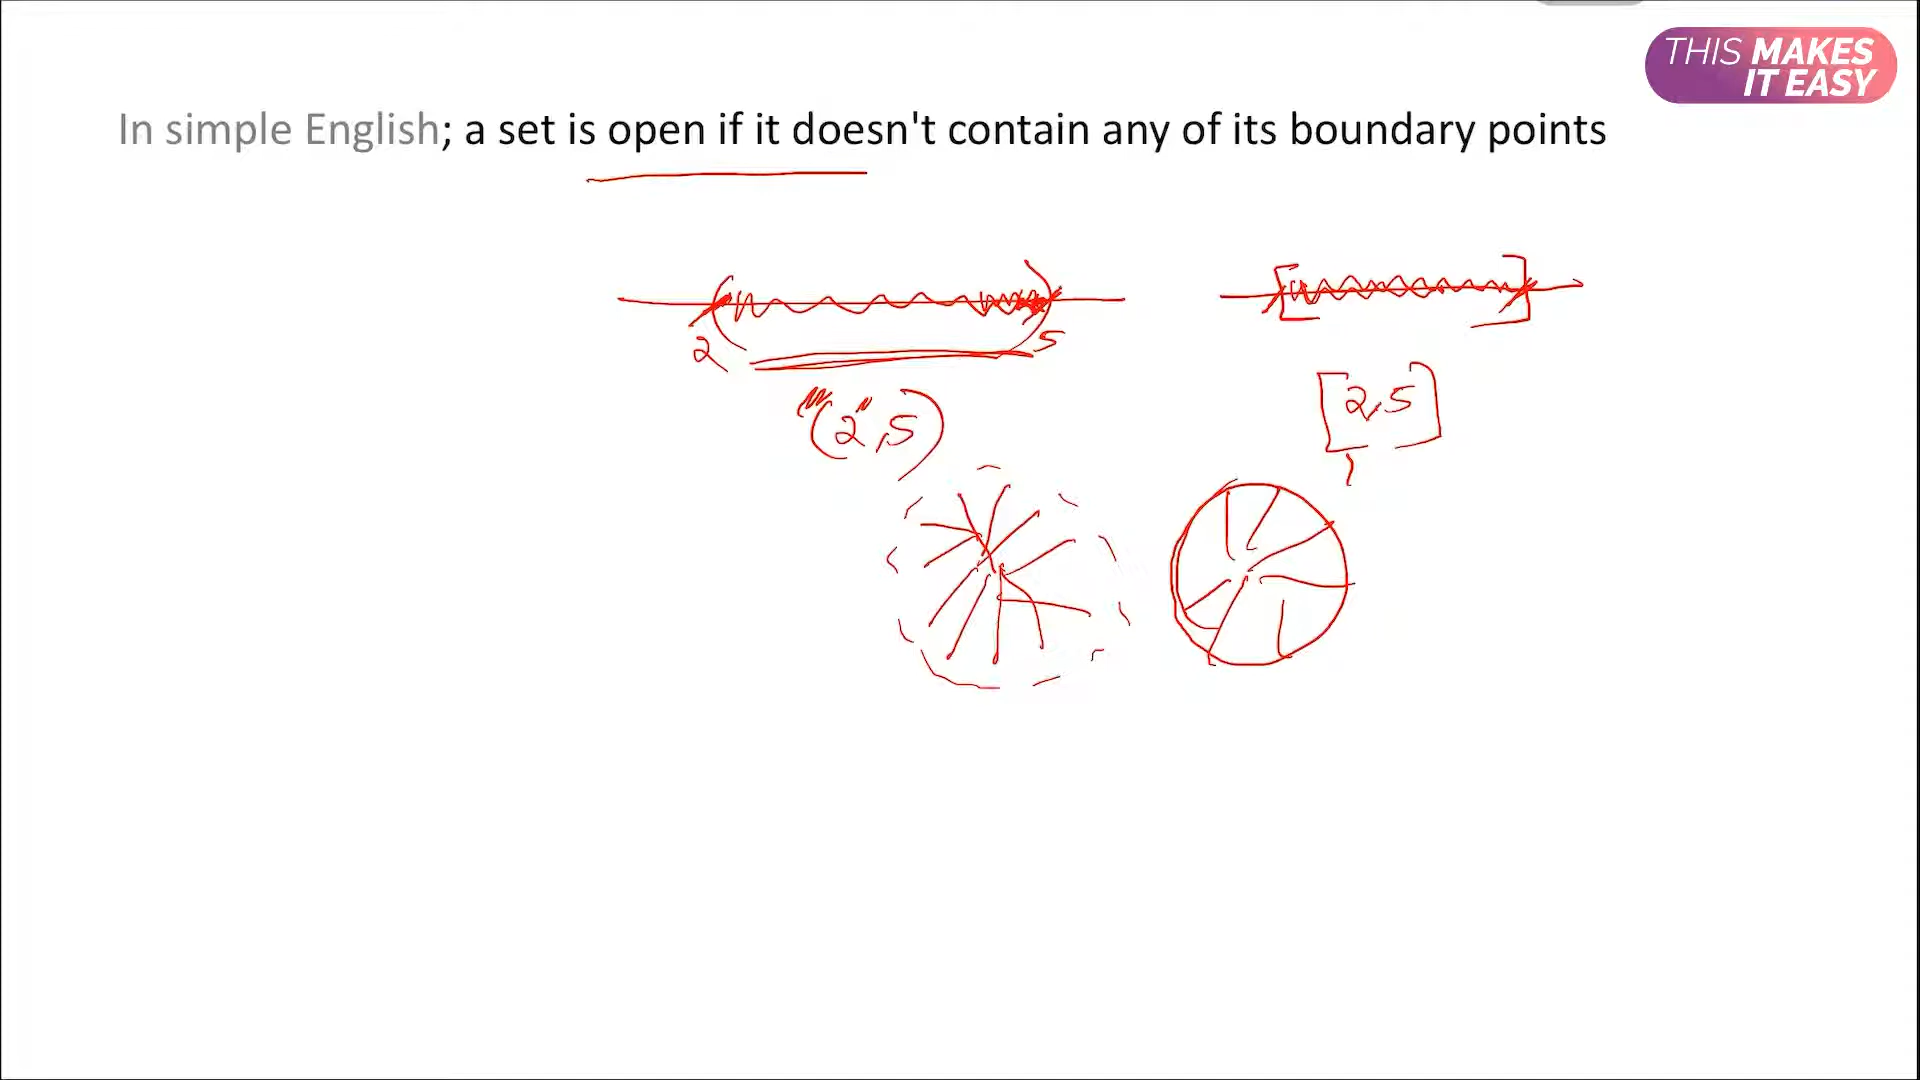 THIS MAKES
IT EASY
In simple English; a set is open if it doesn't contain any of its boundary points
2 5
(2,5)
[2,5]